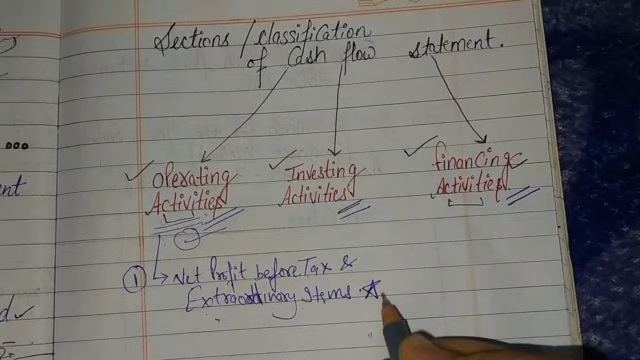 Sections / classification
of Cash flow statement.
Operating
Activities
Investing
Activities
financing
Activities
① Net Profit before Tax &
Extraordinary Items